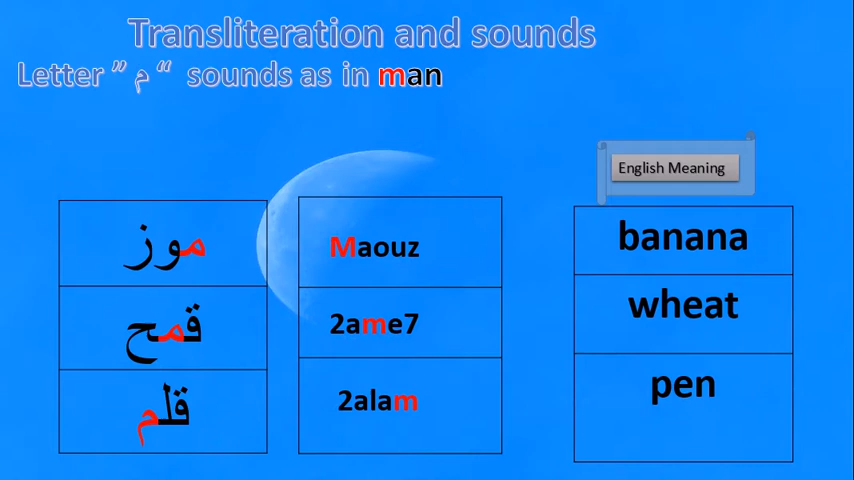 Transliteration and sounds
Letter ” م “ sounds as in man
English Meaning
موز
Maouz
banana
قمح
2ame7
wheat
قلم
2alam
pen